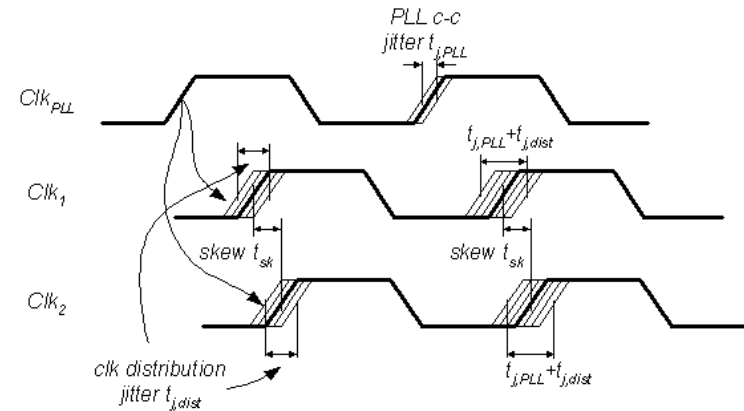 PLL c-c
jitter t_j,PLL
Clk_PLL
t_j,PLL+t_j,dist
Clk_1
skew t_sk
skew t_sk
Clk_2
clk distribution
jitter t_j,dist
t_j,PLL+t_j,dist